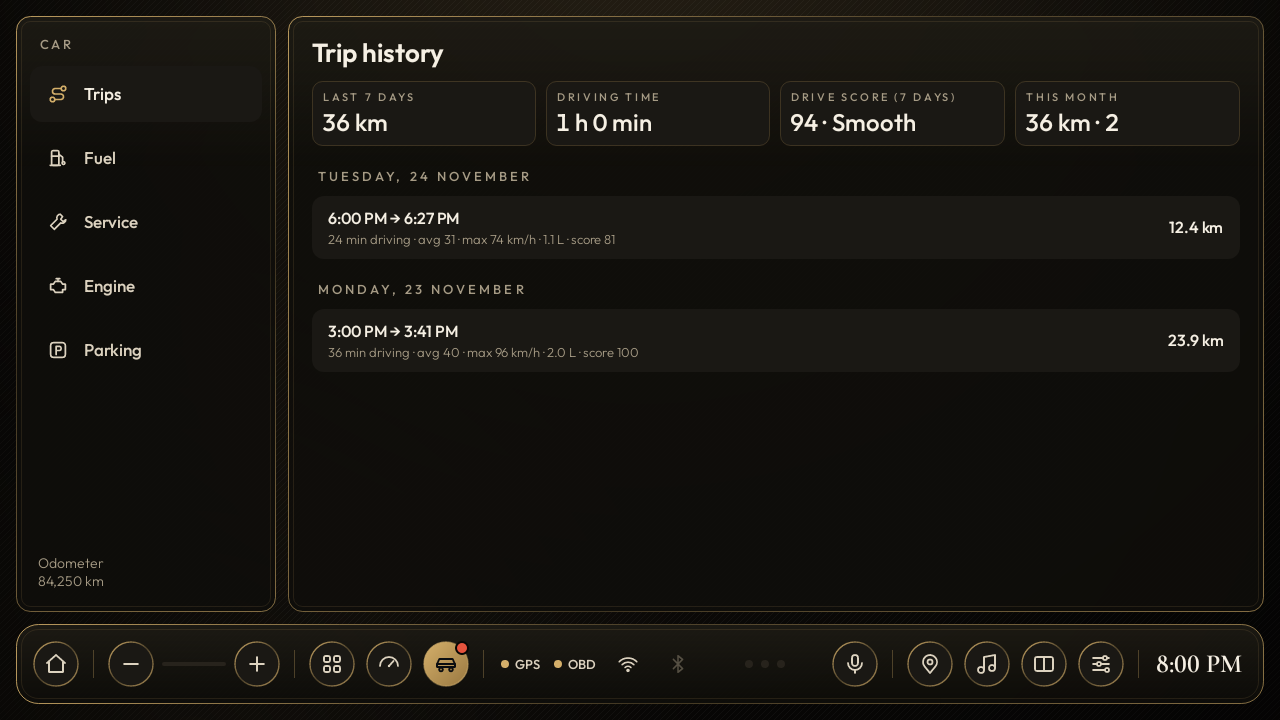 CAR
Trips
Fuel
Service
Engine
Parking
Odometer
84,250 km
Trip history
LAST 7 DAYS
36 km
DRIVING TIME
1 h 0 min
DRIVE SCORE (7 DAYS)
94 · Smooth
THIS MONTH
36 km · 2
TUESDAY, 24 NOVEMBER
6:00 PM → 6:27 PM
24 min driving · avg 31 · max 74 km/h · 1.1 L · score 81
12.4 km
MONDAY, 23 NOVEMBER
3:00 PM → 3:41 PM
36 min driving · avg 40 · max 96 km/h · 2.0 L · score 100
23.9 km
GPS
OBD
8:00 PM